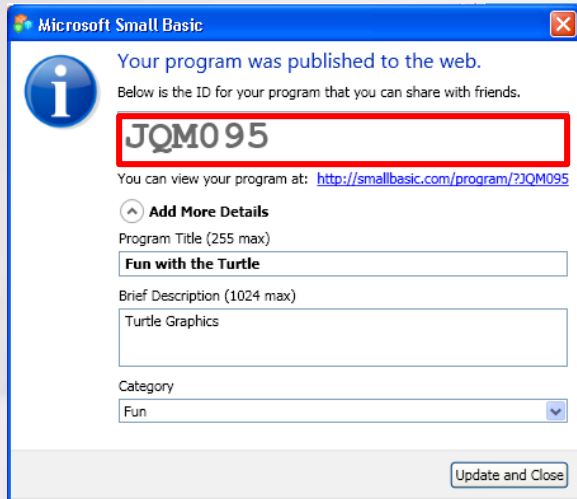 Microsoft Small Basic
Your program was published to the web.
Below is the ID for your program that you can share with friends.
JQM095
You can view your program at: http://smallbasic.com/program/?JQM095
Add More Details
Program Title (255 max)
Fun with the Turtle
Brief Description (1024 max)
Turtle Graphics
Category
Fun
Update and Close